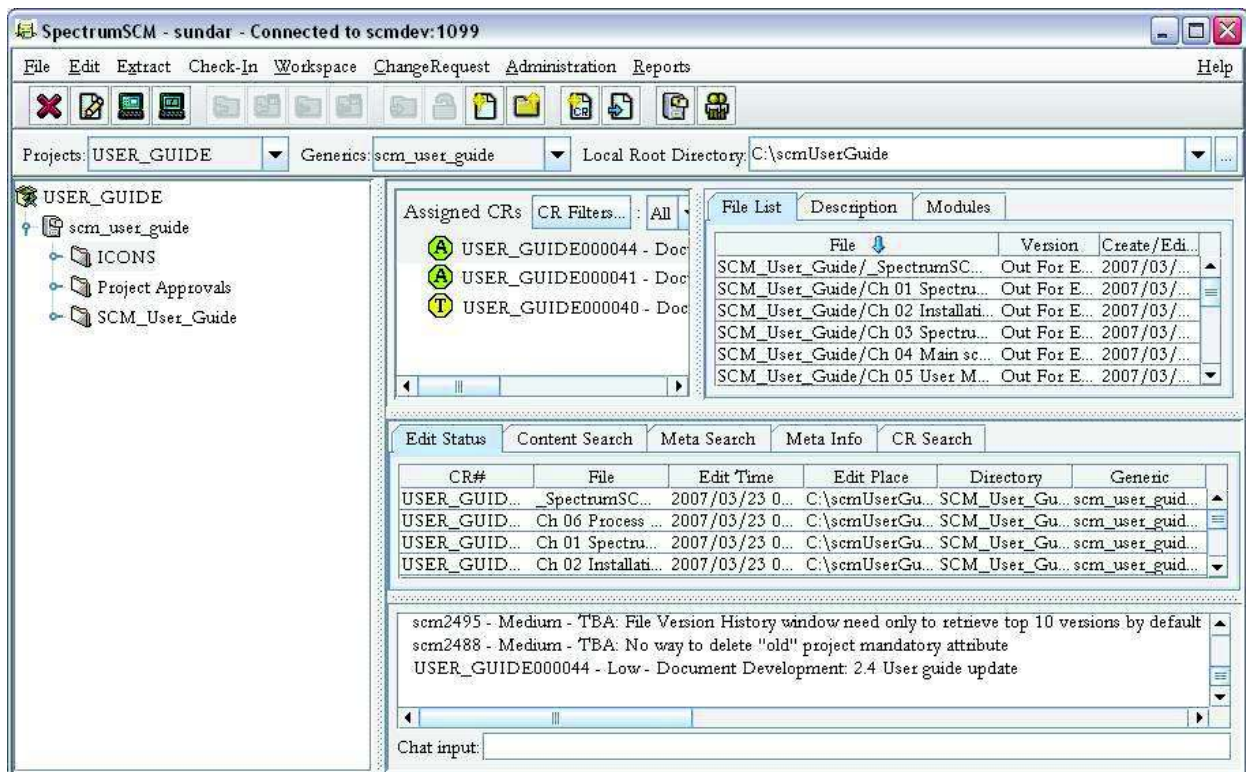 SpectrumSCM - sundar - Connected to scmdev:1099
File Edit Extract Check-In Workspace ChangeRequest Administration Reports Help
CR
Projects: USER_GUIDE Generics: scm_user_guide Local Root Directory: C:\scmUserGuide ...
USER_GUIDE
scm_user_guide
ICONS
Project Approvals
SCM_User_Guide
Assigned CRs CR Filters... : All
A USER_GUIDE000044 - Doc
A USER_GUIDE000041 - Doc
T USER_GUIDE000040 - Doc
File List Description Modules
File Version Create/Edi...
SCM_User_Guide/_SpectrumSC... Out For E... 2007/03/...
SCM_User_Guide/Ch 01 Spectru... Out For E... 2007/03/...
SCM_User_Guide/Ch 02 Installati... Out For E... 2007/03/...
SCM_User_Guide/Ch 03 Spectru... Out For E... 2007/03/...
SCM_User_Guide/Ch 04 Main sc... Out For E... 2007/03/...
SCM_User_Guide/Ch 05 User M... Out For E... 2007/03/...
Edit Status Content Search Meta Search Meta Info CR Search
CR# File Edit Time Edit Place Directory Generic
USER_GUID... _SpectrumSC... 2007/03/23 0... C:\scmUserGu... SCM_User_Gu... scm_user_guid...
USER_GUID... Ch 06 Process ... 2007/03/23 0... C:\scmUserGu... SCM_User_Gu... scm_user_guid...
USER_GUID... Ch 01 Spectru... 2007/03/23 0... C:\scmUserGu... SCM_User_Gu... scm_user_guid...
USER_GUID... Ch 02 Installati... 2007/03/23 0... C:\scmUserGu... SCM_User_Gu... scm_user_guid...
scm2495 - Medium - TBA: File Version History window need only to retrieve top 10 versions by default
scm2488 - Medium - TBA: No way to delete "old" project mandatory attribute
USER_GUIDE000044 - Low - Document Development: 2.4 User guide update
Chat input: